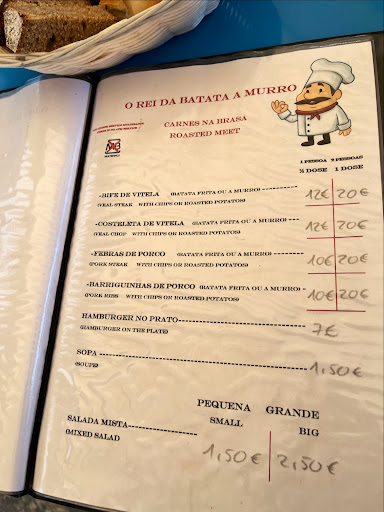 O REI DA BATATA A MURRO
CARNES NA BRASA
ROASTED MEET
1 PESSOA 2 PESSOAS
½ DOSE 1 DOSE
-BIFE DE VITELA (BATATA FRITA OU A MURRO) 12€ 20€
(VEAL STEAK WITH CHIPS OR ROASTED POTATOS)
-COSTELETA DE VITELA (BATATA FRITA OU A MURRO) 12€ 20€
(VEAL CHOP WITH CHIPS OR ROASTED POTATOS)
-FEBRAS DE PORCO (BATATA FRITA OU A MURRO) 10€ 20€
(PORK STEAK WITH CHIPS OR ROASTED POTATOS)
-BARRIGUINHAS DE PORCO (BATATA FRITA OU A MURRO) 10€ 20€
(PORK RIBS WITH CHIPS OR ROASTED POTATOS)
HAMBURGER NO PRATO 7€
(HAMBURGER ON THE PLATE)
SOPA 1,50€
(SOUPE)
PEQUENA GRANDE
SMALL BIG
SALADA MISTA 1,50€ 2,50€
(MIXED SALAD